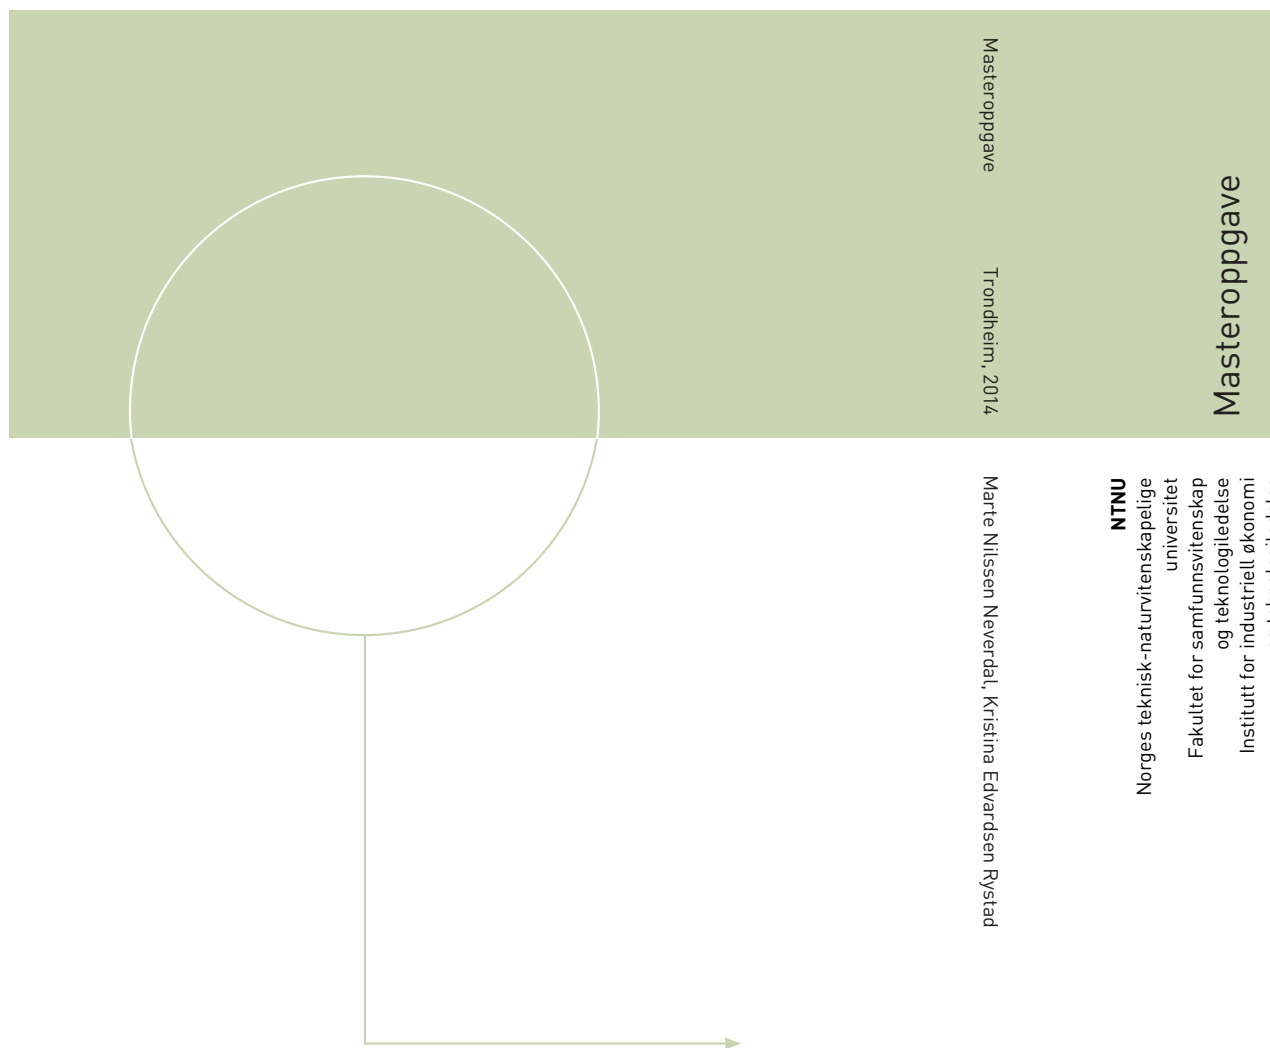 Masteroppgave
Trondheim, 2014
Marte Nilssen Neverdal, Kristina Edvardsen Rystad
Masteroppgave
NTNU
Norges teknisk-naturvitenskapelige
universitet
Fakultet for samfunnsvitenskap
og teknologiledelse
Institutt for industriell økonomi